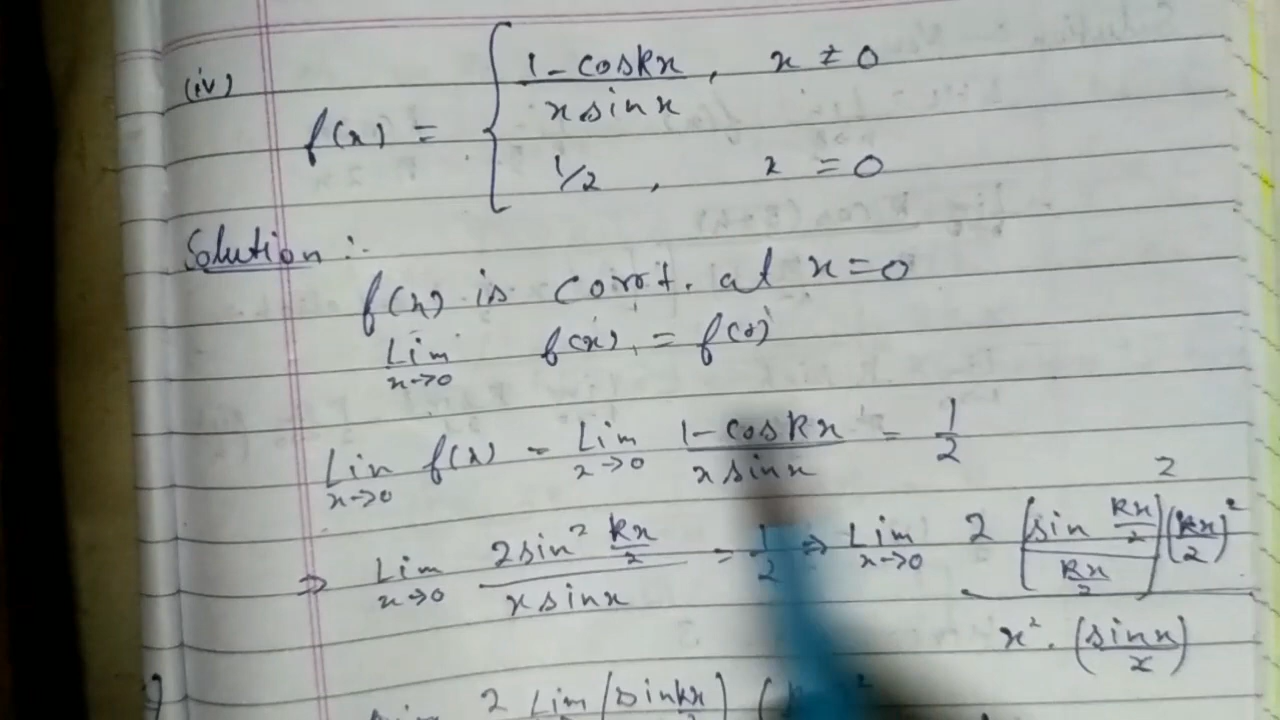 (iv) f(x) = { 1 - cos kx / x sin x , x ≠ 0
1/2 , x = 0
Solution :-
f(x) is cont. at x = 0
Lim x→0 f(x) = f(0)
Lim x→0 f(x) = Lim x→0 1 - cos kx / x sin x = 1/2
⇒ Lim x→0 2 sin² kx/2 / x sin x = 1/2 ⇒ Lim x→0 2 [sin kx/2 / kx/2]² (kx/2)² / x² . (sin x / x)
2 Lim